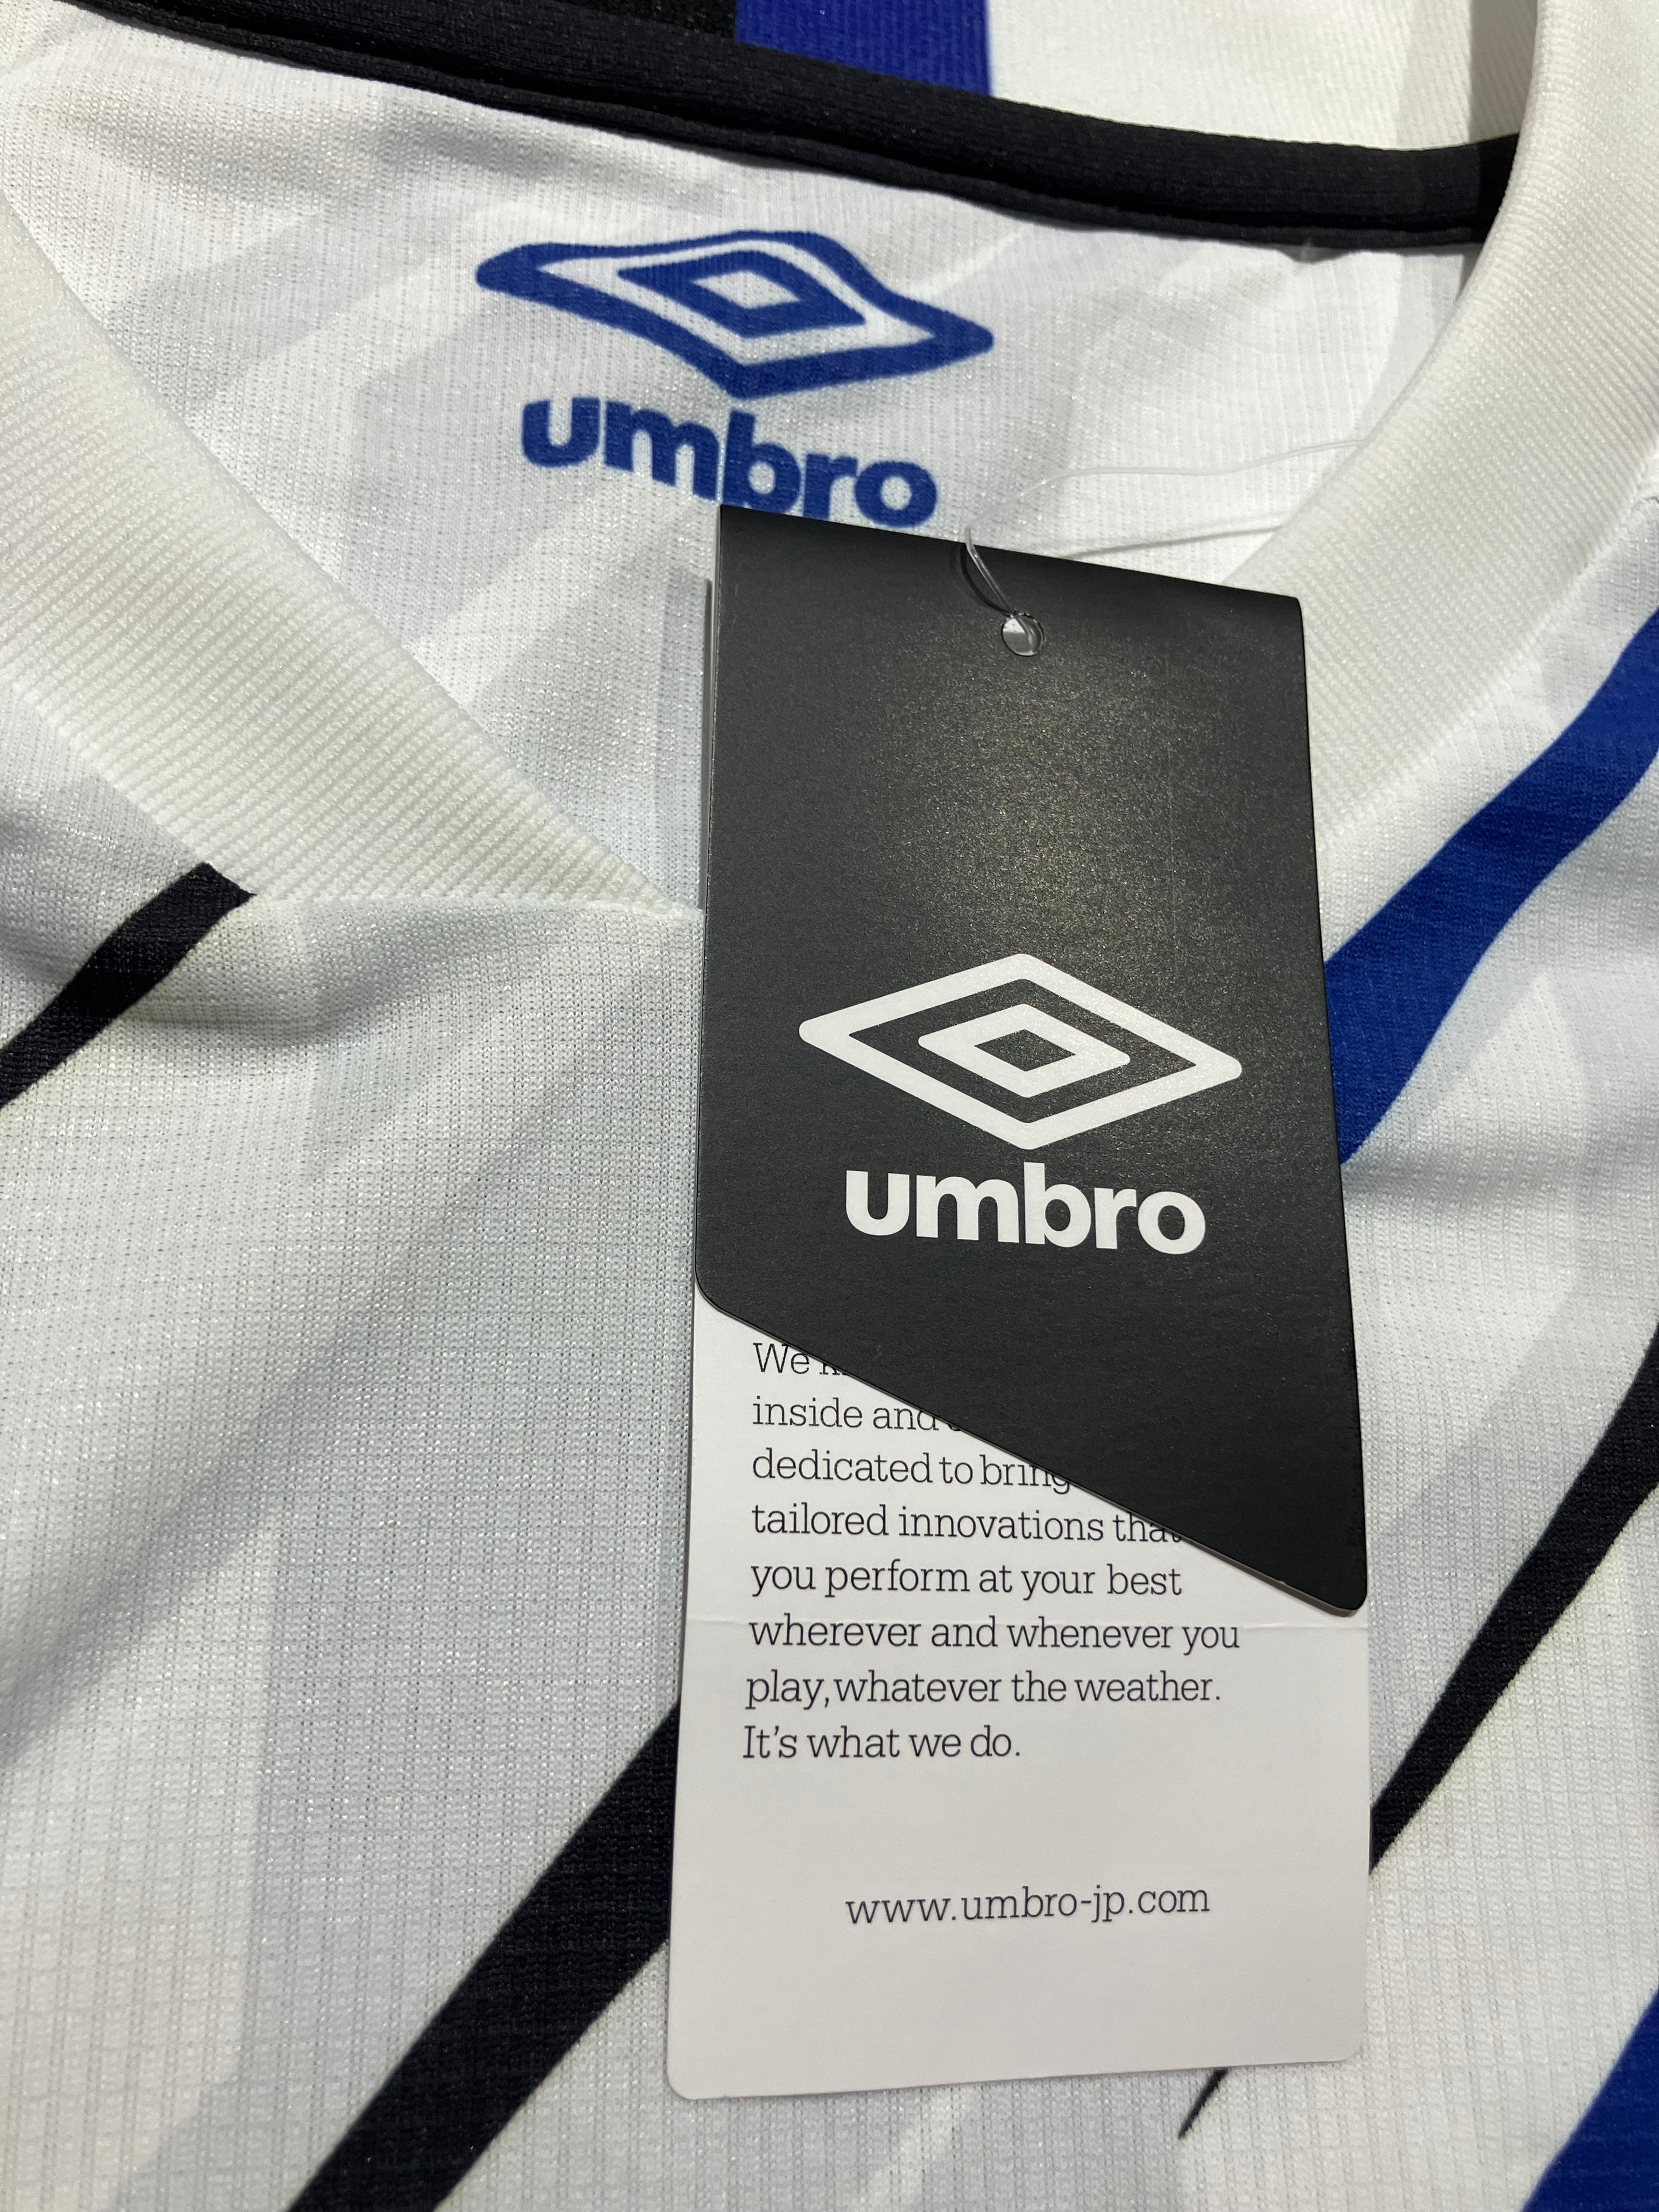 umbro
umbro
We
inside and
dedicated to bring
tailored innovations that
you perform at your best
wherever and whenever you
play, whatever the weather.
It's what we do.
www.umbro-jp.com